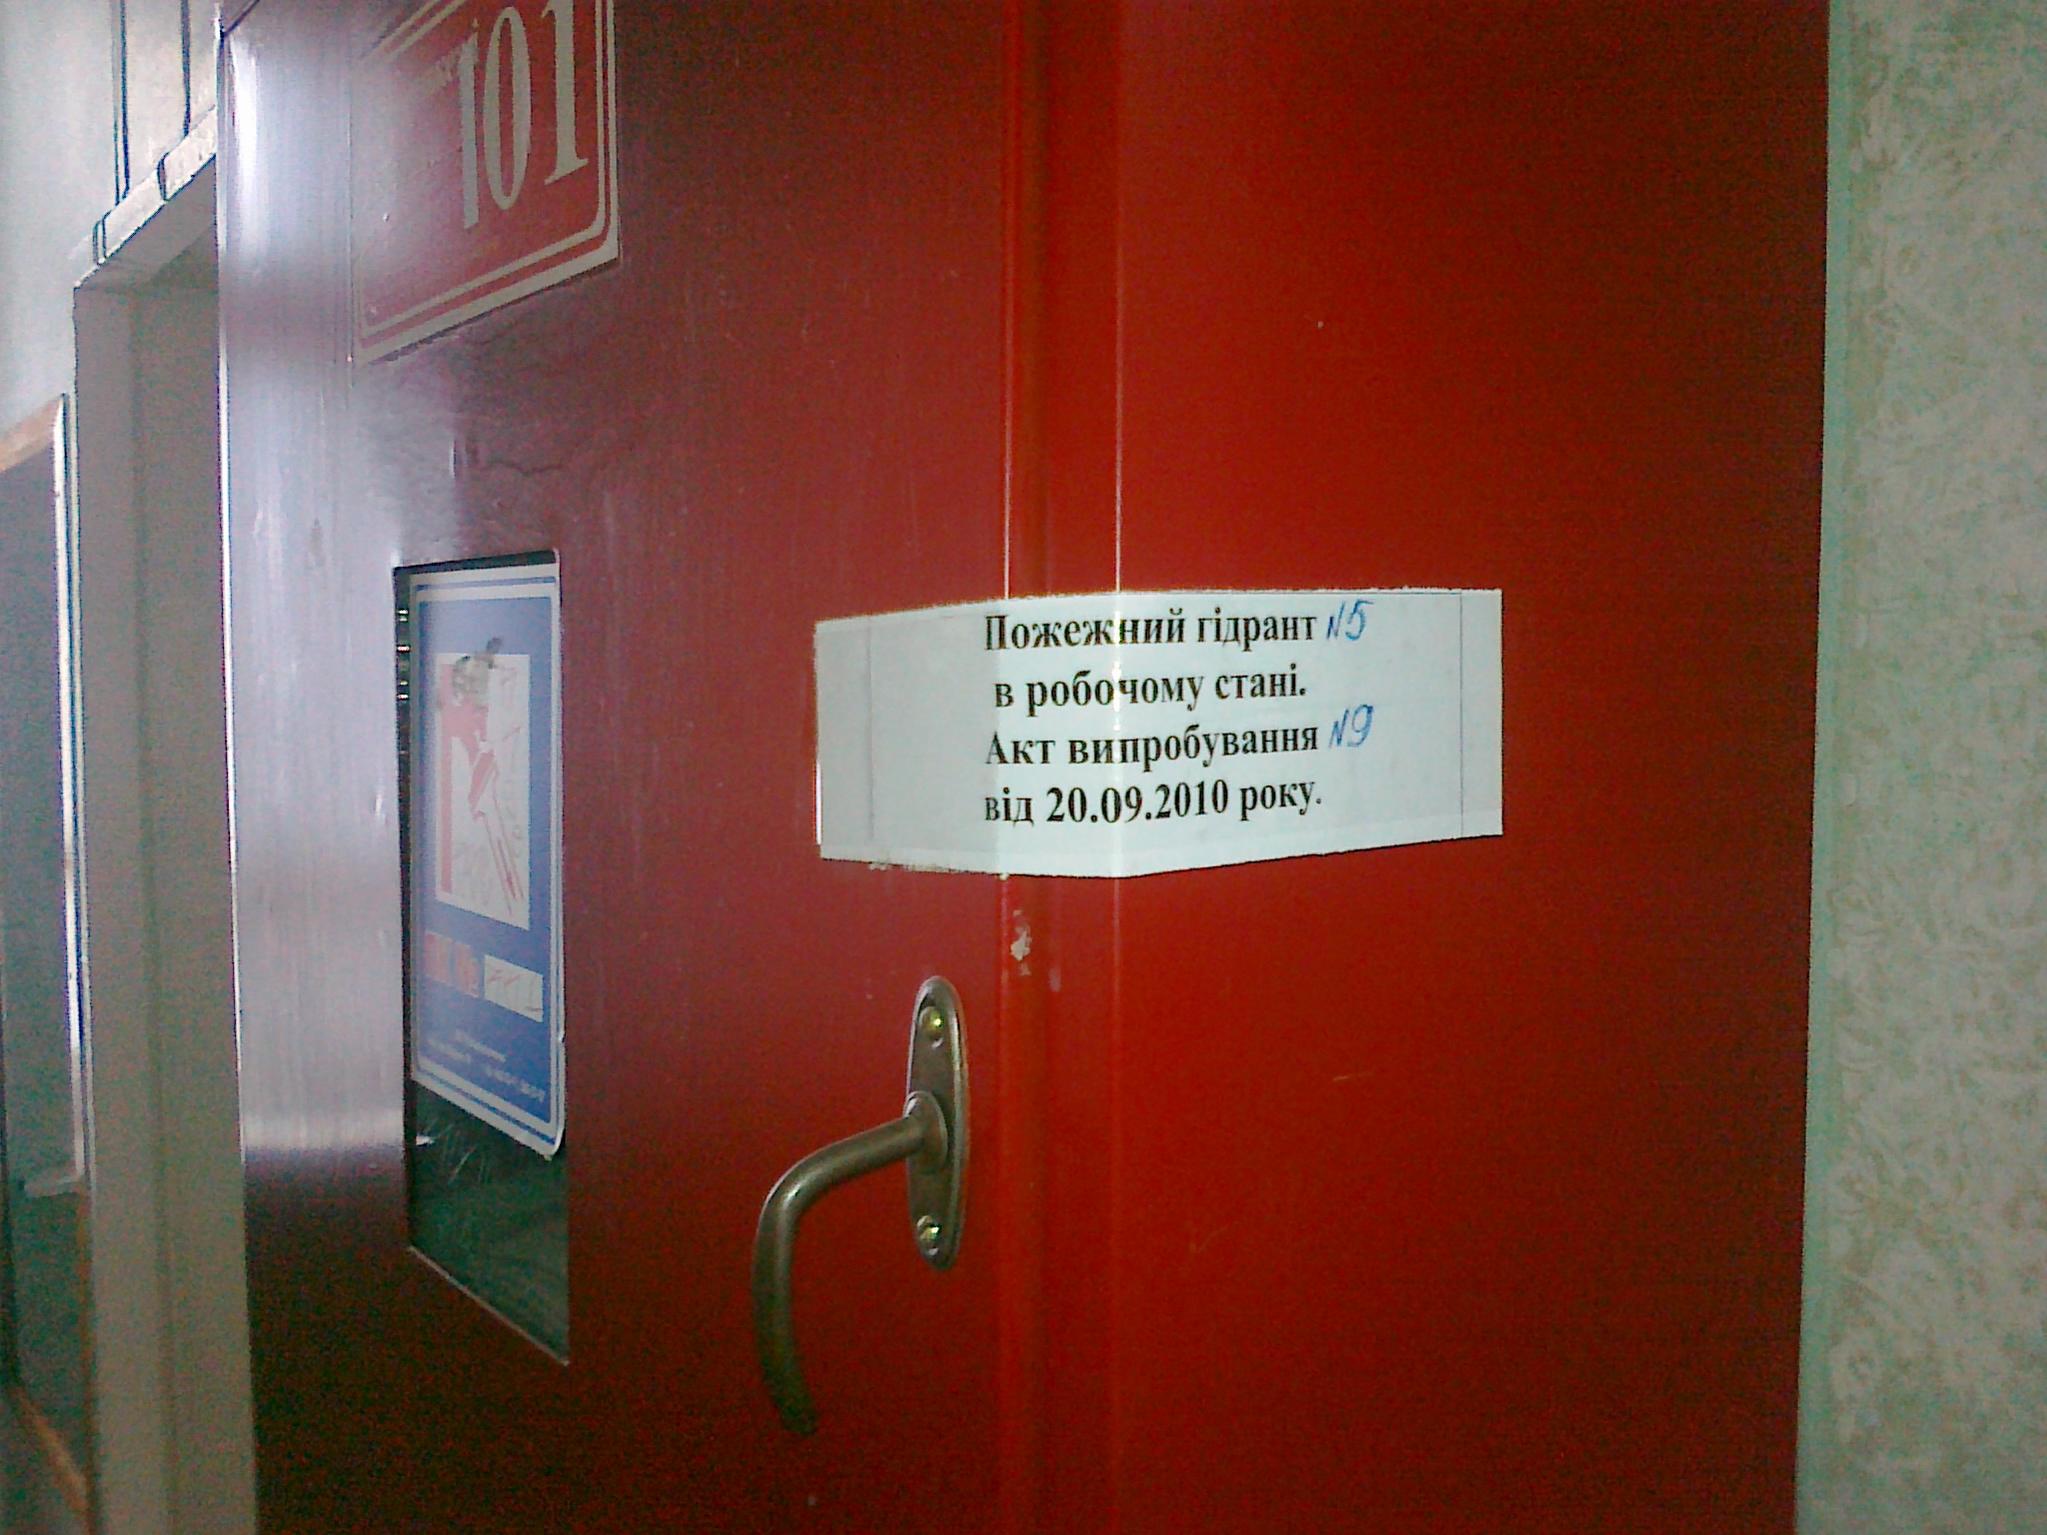 101
Пожежний гідрант №5
в робочому стані.
Акт випробування №9
від 20.09.2010 року.